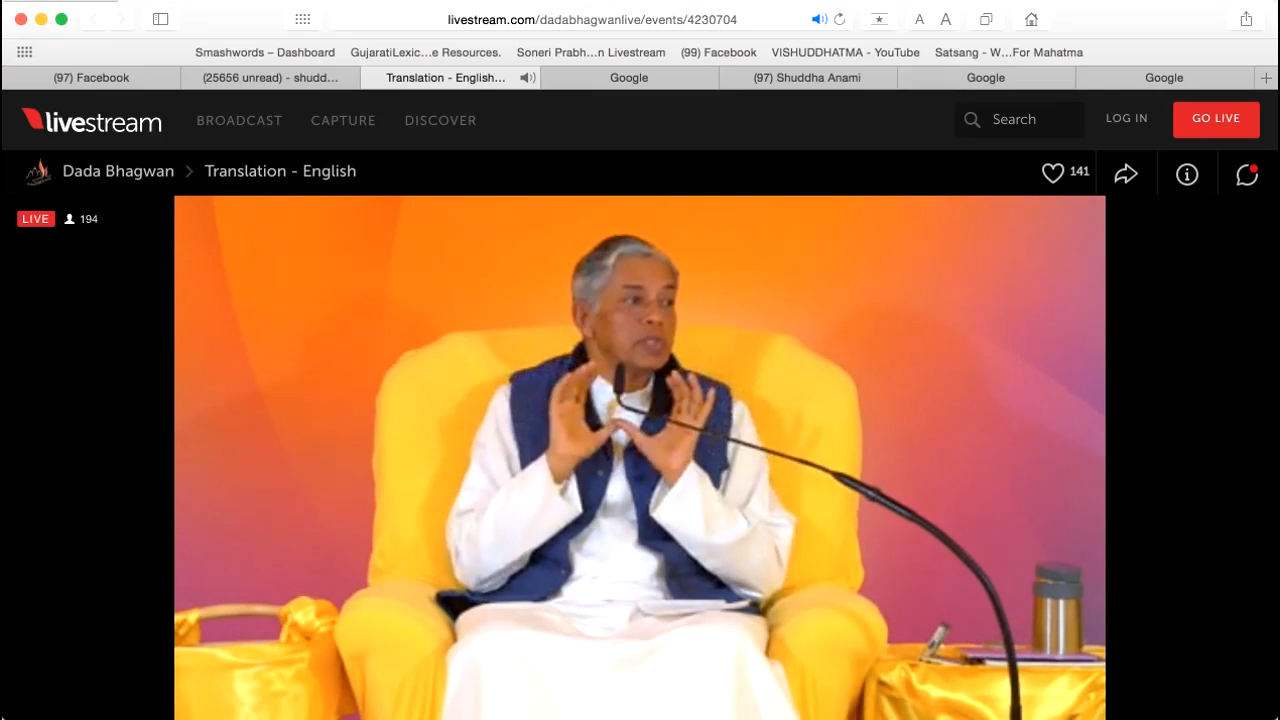 livestream.com/dadabhagwanlive/events/4230704 A A
Smashwords – Dashboard GujaratiLexic...e Resources. Soneri Prabh...n Livestream (99) Facebook VISHUDDHATMA - YouTube Satsang - W...For Mahatma
(97) Facebook (25656 unread) - shudd... Translation - English... Google (97) Shuddha Anami Google Google
livestream BROADCAST CAPTURE DISCOVER Search LOG IN GO LIVE
Dada Bhagwan Translation - English 141
LIVE 194